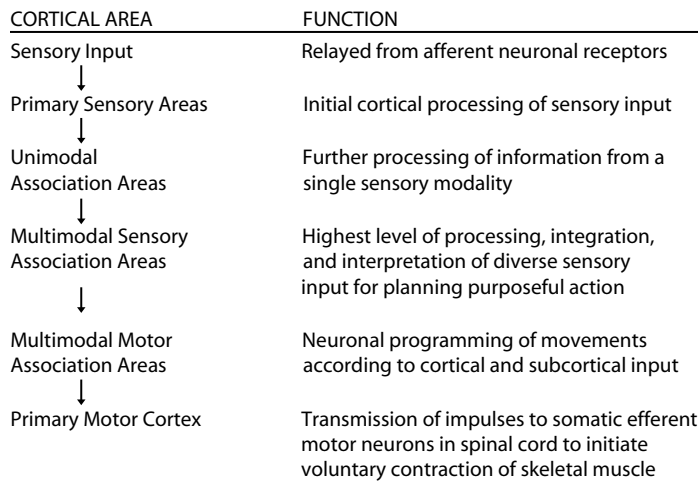 CORTICAL AREA FUNCTION
Sensory Input Relayed from afferent neuronal receptors
Primary Sensory Areas Initial cortical processing of sensory input
Unimodal Further processing of information from a
Association Areas single sensory modality
Multimodal Sensory Highest level of processing, integration,
Association Areas and interpretation of diverse sensory
input for planning purposeful action
Multimodal Motor Neuronal programming of movements
Association Areas according to cortical and subcortical input
Primary Motor Cortex Transmission of impulses to somatic efferent
motor neurons in spinal cord to initiate
voluntary contraction of skeletal muscle